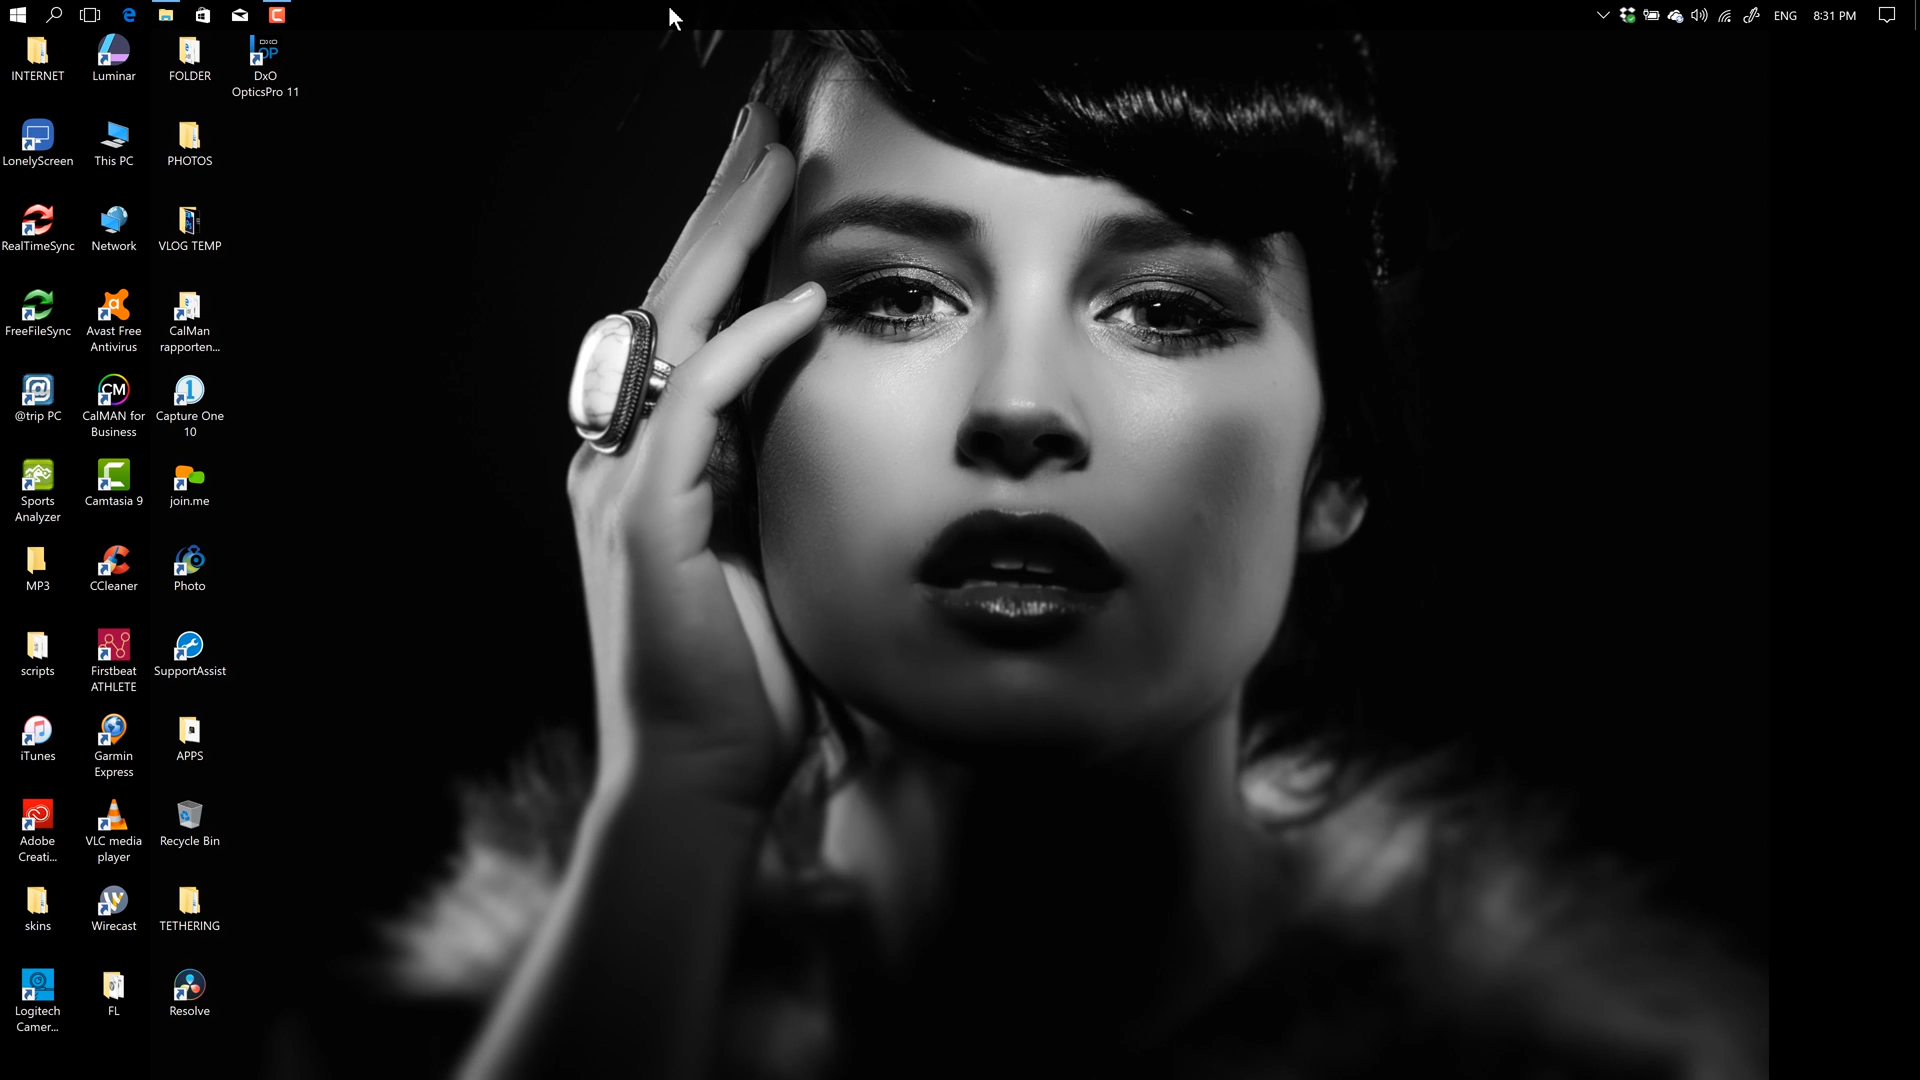 ENG
8:31 PM
INTERNET
Luminar
FOLDER
DxO
OpticsPro 11
LonelyScreen
This PC
PHOTOS
RealTimeSync
Network
VLOG TEMP
FreeFileSync
Avast Free
Antivirus
CalMan
rapporten...
@trip PC
CM
CalMAN for
Business
1
Capture One
10
Sports
Analyzer
Camtasia 9
join.me
MP3
CCleaner
Photo
scripts
Firstbeat
ATHLETE
SupportAssist
iTunes
Garmin
Express
APPS
Adobe
Creati...
VLC media
player
Recycle Bin
skins
Wirecast
TETHERING
Logitech
Camer...
FL
Resolve